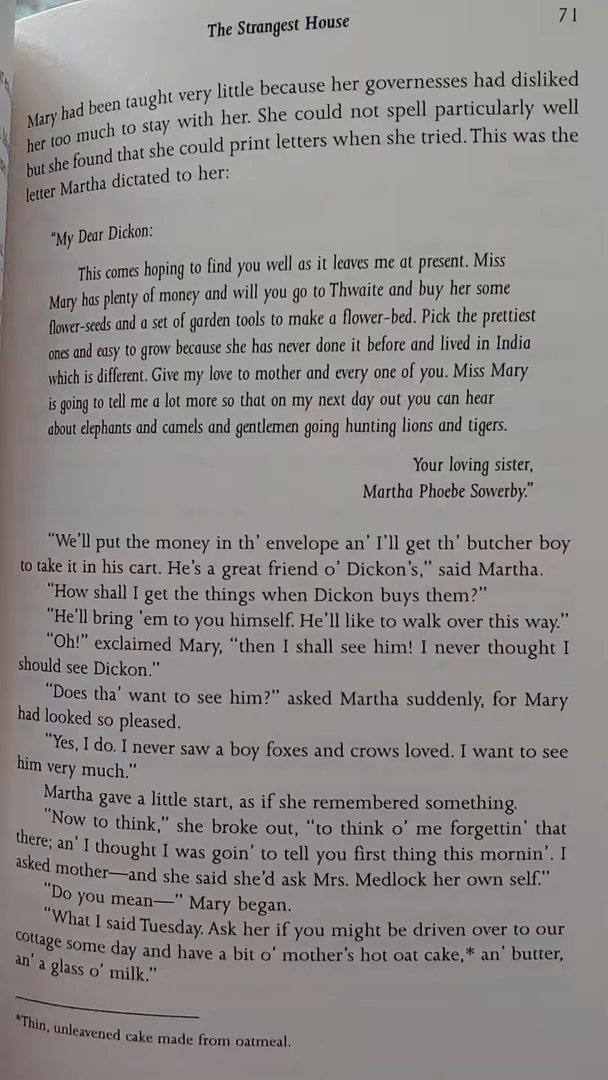 The Strangest House
71
Mary had been taught very little because her governesses had disliked
her too much to stay with her. She could not spell particularly well
but she found that she could print letters when she tried. This was the
letter Martha dictated to her:
“My Dear Dickon:
This comes hoping to find you well as it leaves me at present. Miss
Mary has plenty of money and will you go to Thwaite and buy her some
flower-seeds and a set of garden tools to make a flower-bed. Pick the prettiest
ones and easy to grow because she has never done it before and lived in India
which is different. Give my love to mother and every one of you. Miss Mary
is going to tell me a lot more so that on my next day out you can hear
about elephants and camels and gentlemen going hunting lions and tigers.
Your loving sister,
Martha Phoebe Sowerby.”
“We’ll put the money in th’ envelope an’ I’ll get th’ butcher boy
to take it in his cart. He’s a great friend o’ Dickon’s,” said Martha.
“How shall I get the things when Dickon buys them?”
“He’ll bring ’em to you himself. He’ll like to walk over this way.”
“Oh!” exclaimed Mary, “then I shall see him! I never thought I
should see Dickon.”
“Does tha’ want to see him?” asked Martha suddenly, for Mary
had looked so pleased.
“Yes, I do. I never saw a boy foxes and crows loved. I want to see
him very much.”
Martha gave a little start, as if she remembered something.
“Now to think,” she broke out, “to think o’ me forgettin’ that
there; an’ I thought I was goin’ to tell you first thing this mornin’. I
asked mother—and she said she’d ask Mrs. Medlock her own self.”
“Do you mean—” Mary began.
“What I said Tuesday. Ask her if you might be driven over to our
cottage some day and have a bit o’ mother’s hot oat cake,* an’ butter,
an’ a glass o’ milk.”
*Thin, unleavened cake made from oatmeal.